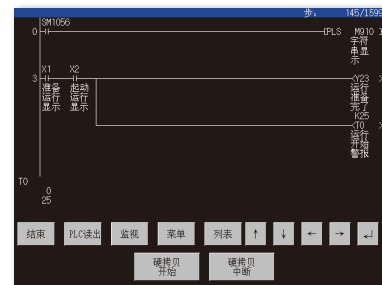 步: 145/1599
SM1056
0 [PLS M910 ]
字符
串显
示
X1 X2
3 <Y23 >
准备 起动 运行
运行 运行 准备
显示 显示 完了
K25
<T0 >
运行
开始
警报
T0
0
25
结束 PLC读出 监视 菜单 列表 ↑ ↓ ← → ↵
硬拷贝 硬拷贝
开始 中断